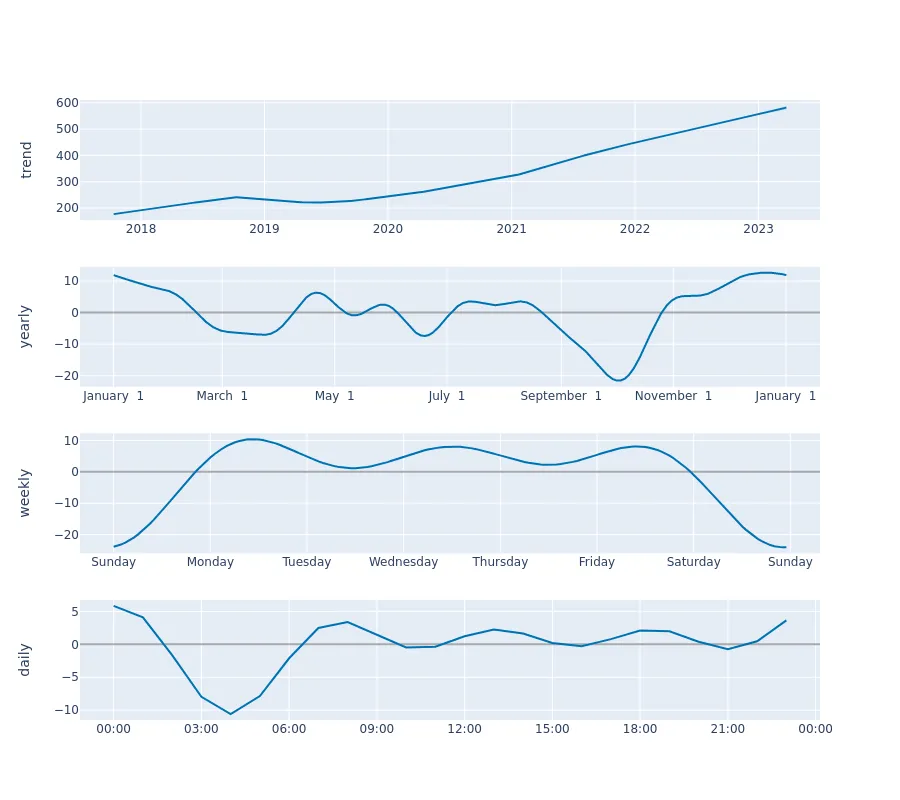 600
500
400
300
200
trend
2018 2019 2020 2021 2022 2023
10
0
−10
−20
yearly
January 1 March 1 May 1 July 1 September 1 November 1 January 1
10
0
−10
−20
weekly
Sunday Monday Tuesday Wednesday Thursday Friday Saturday Sunday
5
0
−5
−10
daily
00:00 03:00 06:00 09:00 12:00 15:00 18:00 21:00 00:00